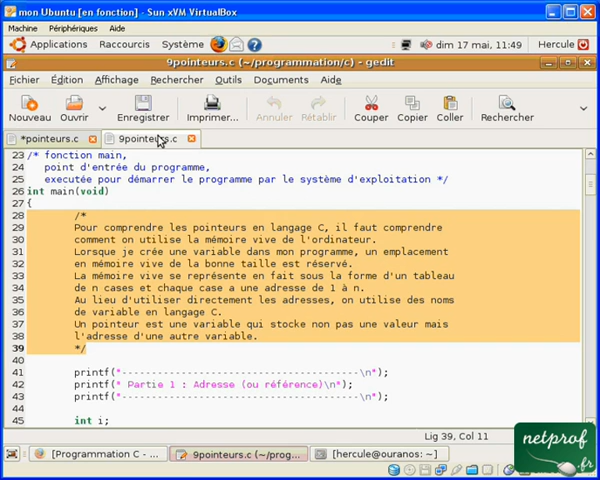 mon Ubuntu [en fonction] - Sun xVM VirtualBox
Machine Périphériques Aide
Applications Raccourcis Système dim 17 mai, 11:49 Hercule
9pointeurs.c (~/programmation/c) - gedit
Fichier Édition Affichage Rechercher Outils Documents Aide
Nouveau Ouvrir Enregistrer Imprimer... Annuler Rétablir Couper Copier Coller Rechercher
*pointeurs.c 9pointeurs.c
23 /* fonction main,
24 point d'entrée du programme,
25 executée pour démarrer le programme par le système d'exploitation */
26 int main(void)
27 {
28 /*
29 Pour comprendre les pointeurs en langage C, il faut comprendre
30 comment on utilise la mémoire vive de l'ordinateur.
31 Lorsque je crée une variable dans mon programme, un emplacement
32 en mémoire vive de la bonne taille est réservé.
33 La mémoire vive se représente en fait sous la forme d'un tableau
34 de n cases et chaque case a une adresse de 1 à n.
35 Au lieu d'utiliser directement les adresses, on utilise des noms
36 de variable en langage C.
37 Un pointeur est une variable qui stocke non pas une valeur mais
38 l'adresse d'une autre variable.
39 */
40
41 printf("---------------------------------------\n");
42 printf(" Partie 1 : Adresse (ou référence)\n");
43 printf("---------------------------------------\n");
44
45 int i;
Lig 39, Col 11
[Programmation C - ... 9pointeurs.c (~/prog... [hercule@ouranos: ~]
netprof
.fr